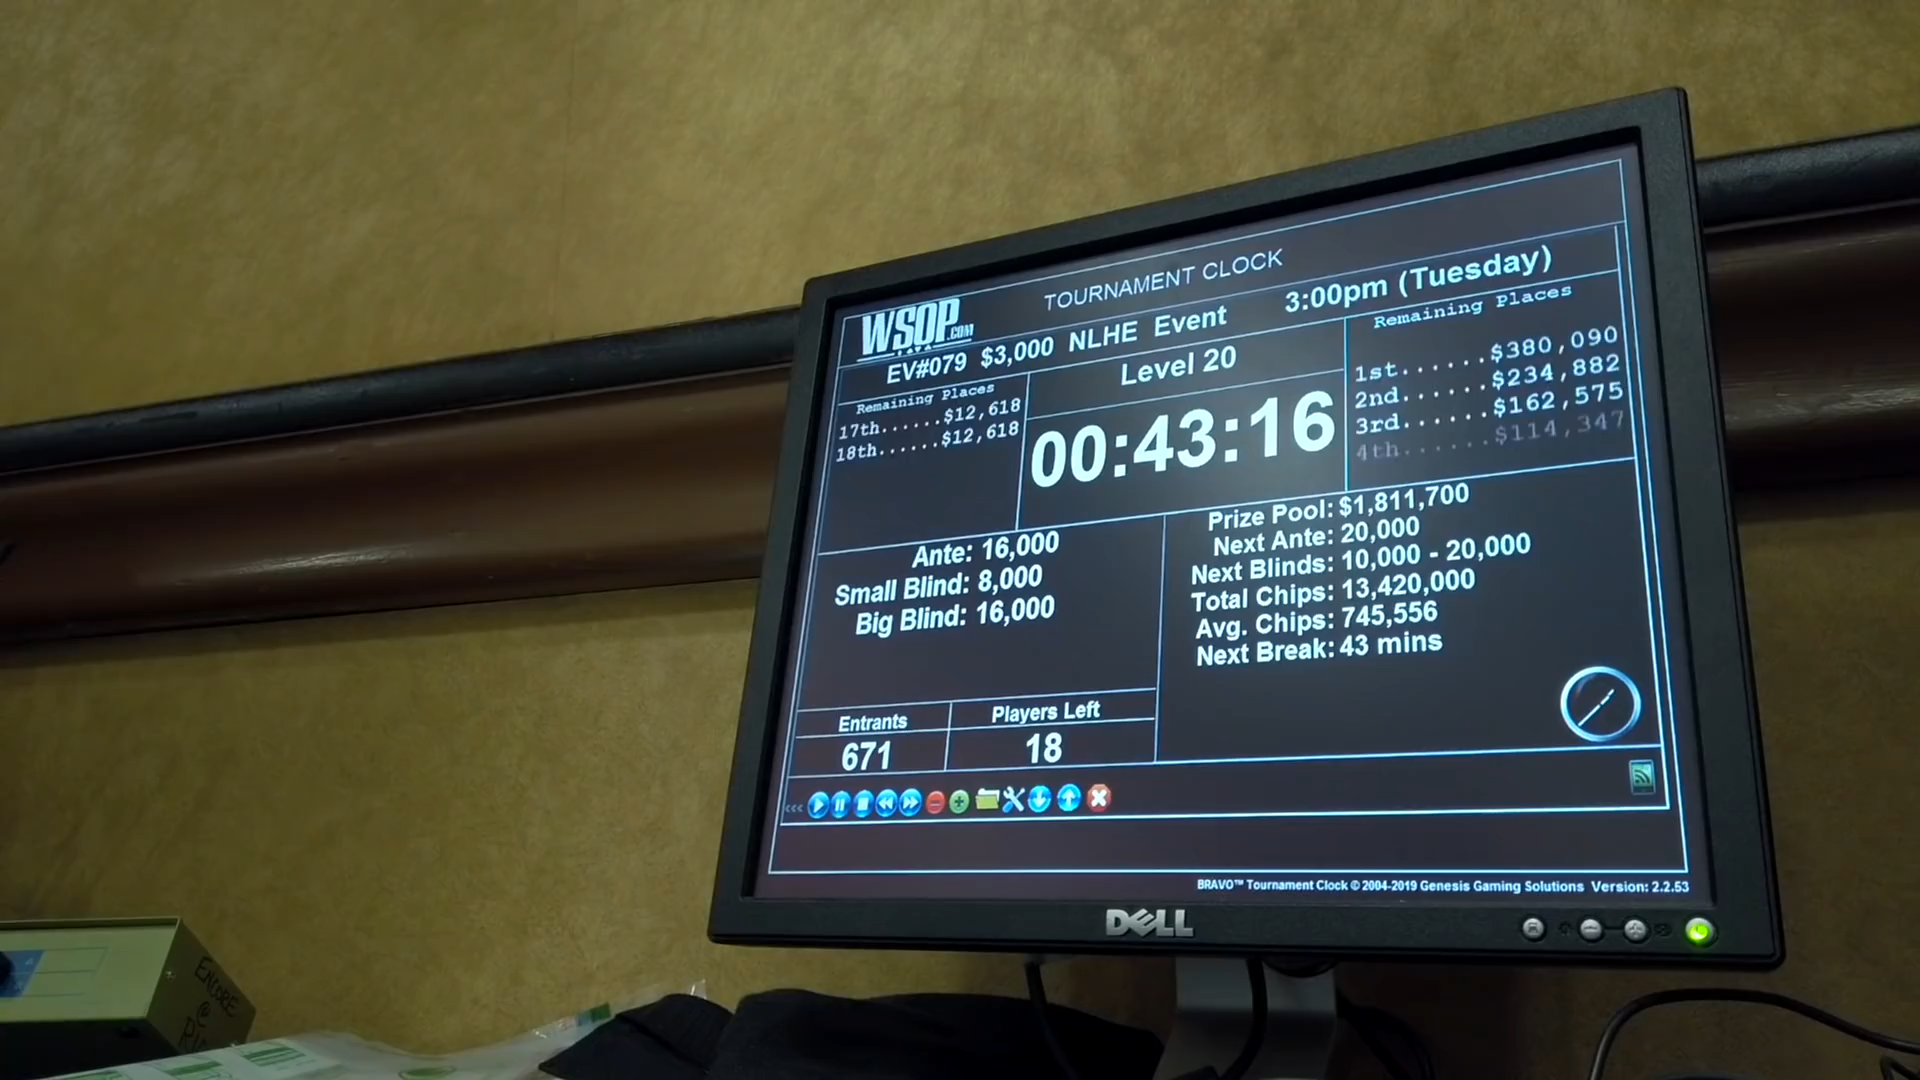 TOURNAMENT CLOCK
WSOP.COM
EV#079 $3,000 NLHE Event 3:00pm (Tuesday)
Remaining Places
17th......$12,618
18th......$12,618
Level 20
00:43:16
Remaining Places
1st......$380,090
2nd......$234,882
3rd......$162,575
4th......$114,347
Ante: 16,000
Small Blind: 8,000
Big Blind: 16,000
Prize Pool: $1,811,700
Next Ante: 20,000
Next Blinds: 10,000 - 20,000
Total Chips: 13,420,000
Avg. Chips: 745,556
Next Break: 43 mins
Entrants
671
Players Left
18
<<<
BRAVO™ Tournament Clock © 2004-2019 Genesis Gaming Solutions Version: 2.2.53
DELL
ENCORE
@